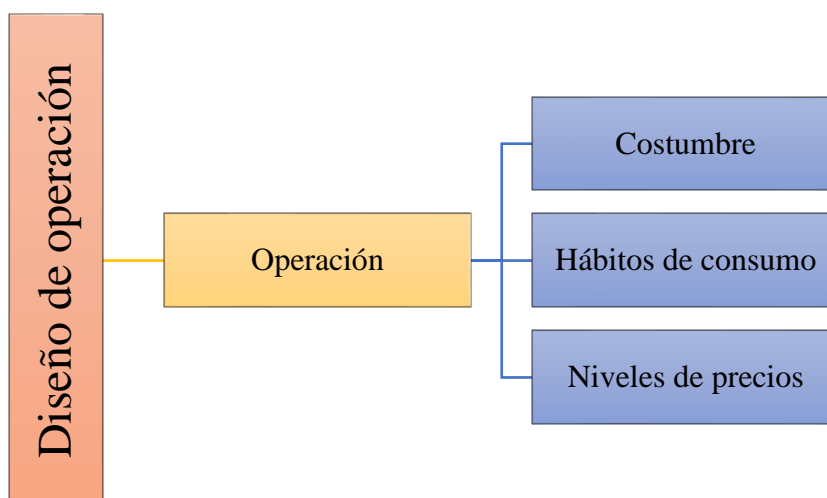 Diseño de operación
Operación
Costumbre
Hábitos de consumo
Niveles de precios